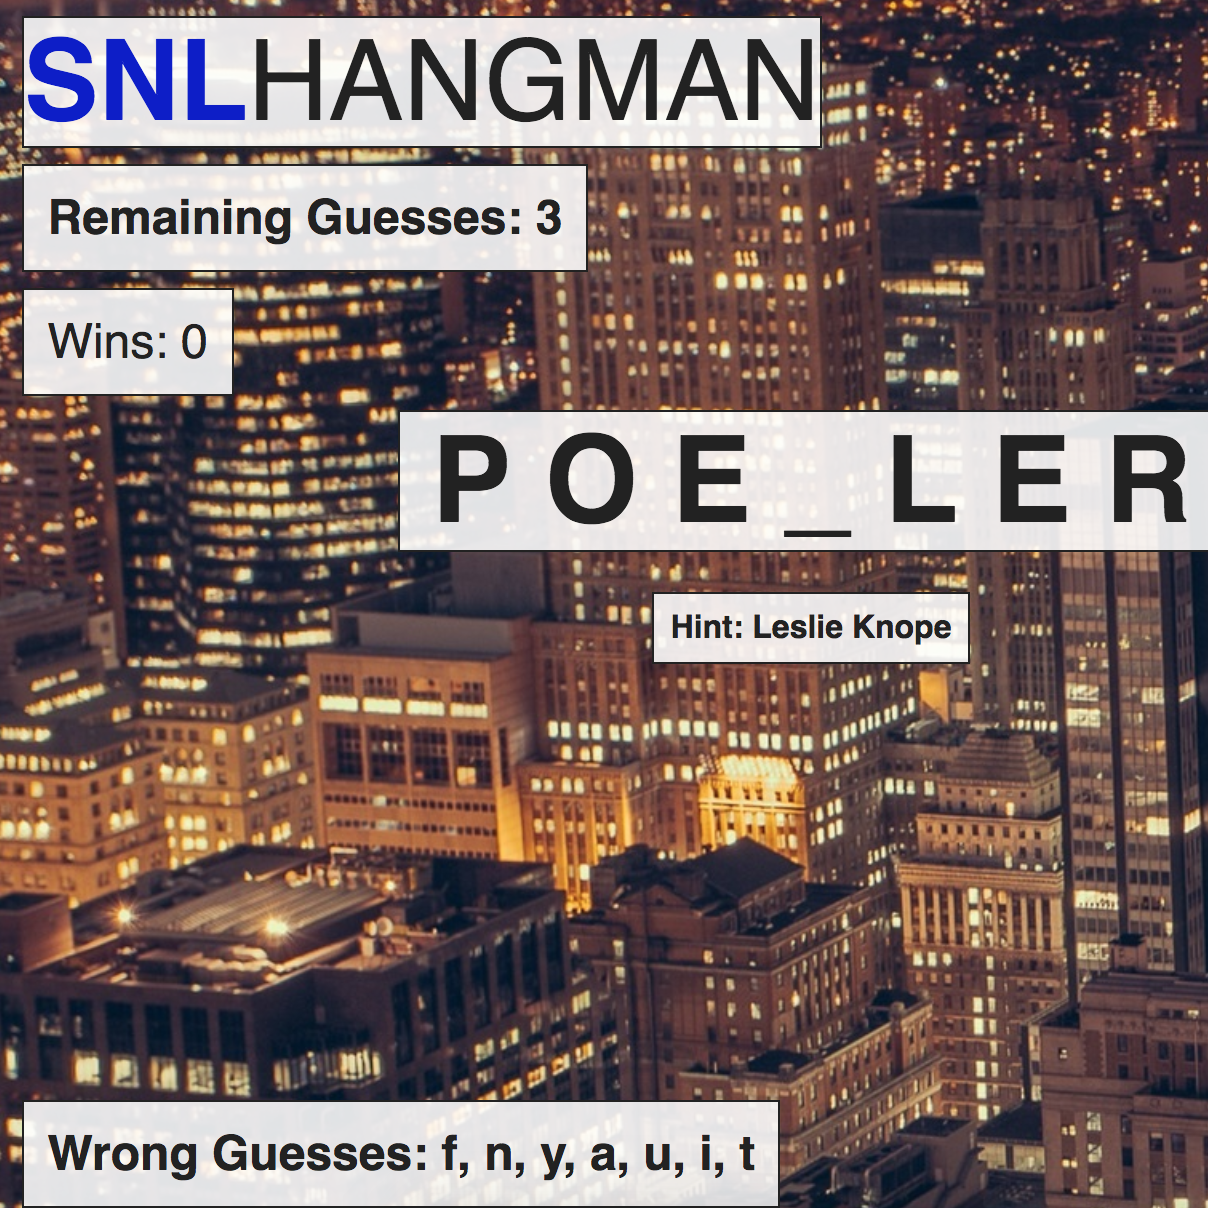 SNLHANGMAN
Remaining Guesses: 3
Wins: 0
P O E _ L E R
Hint: Leslie Knope
Wrong Guesses: f, n, y, a, u, i, t